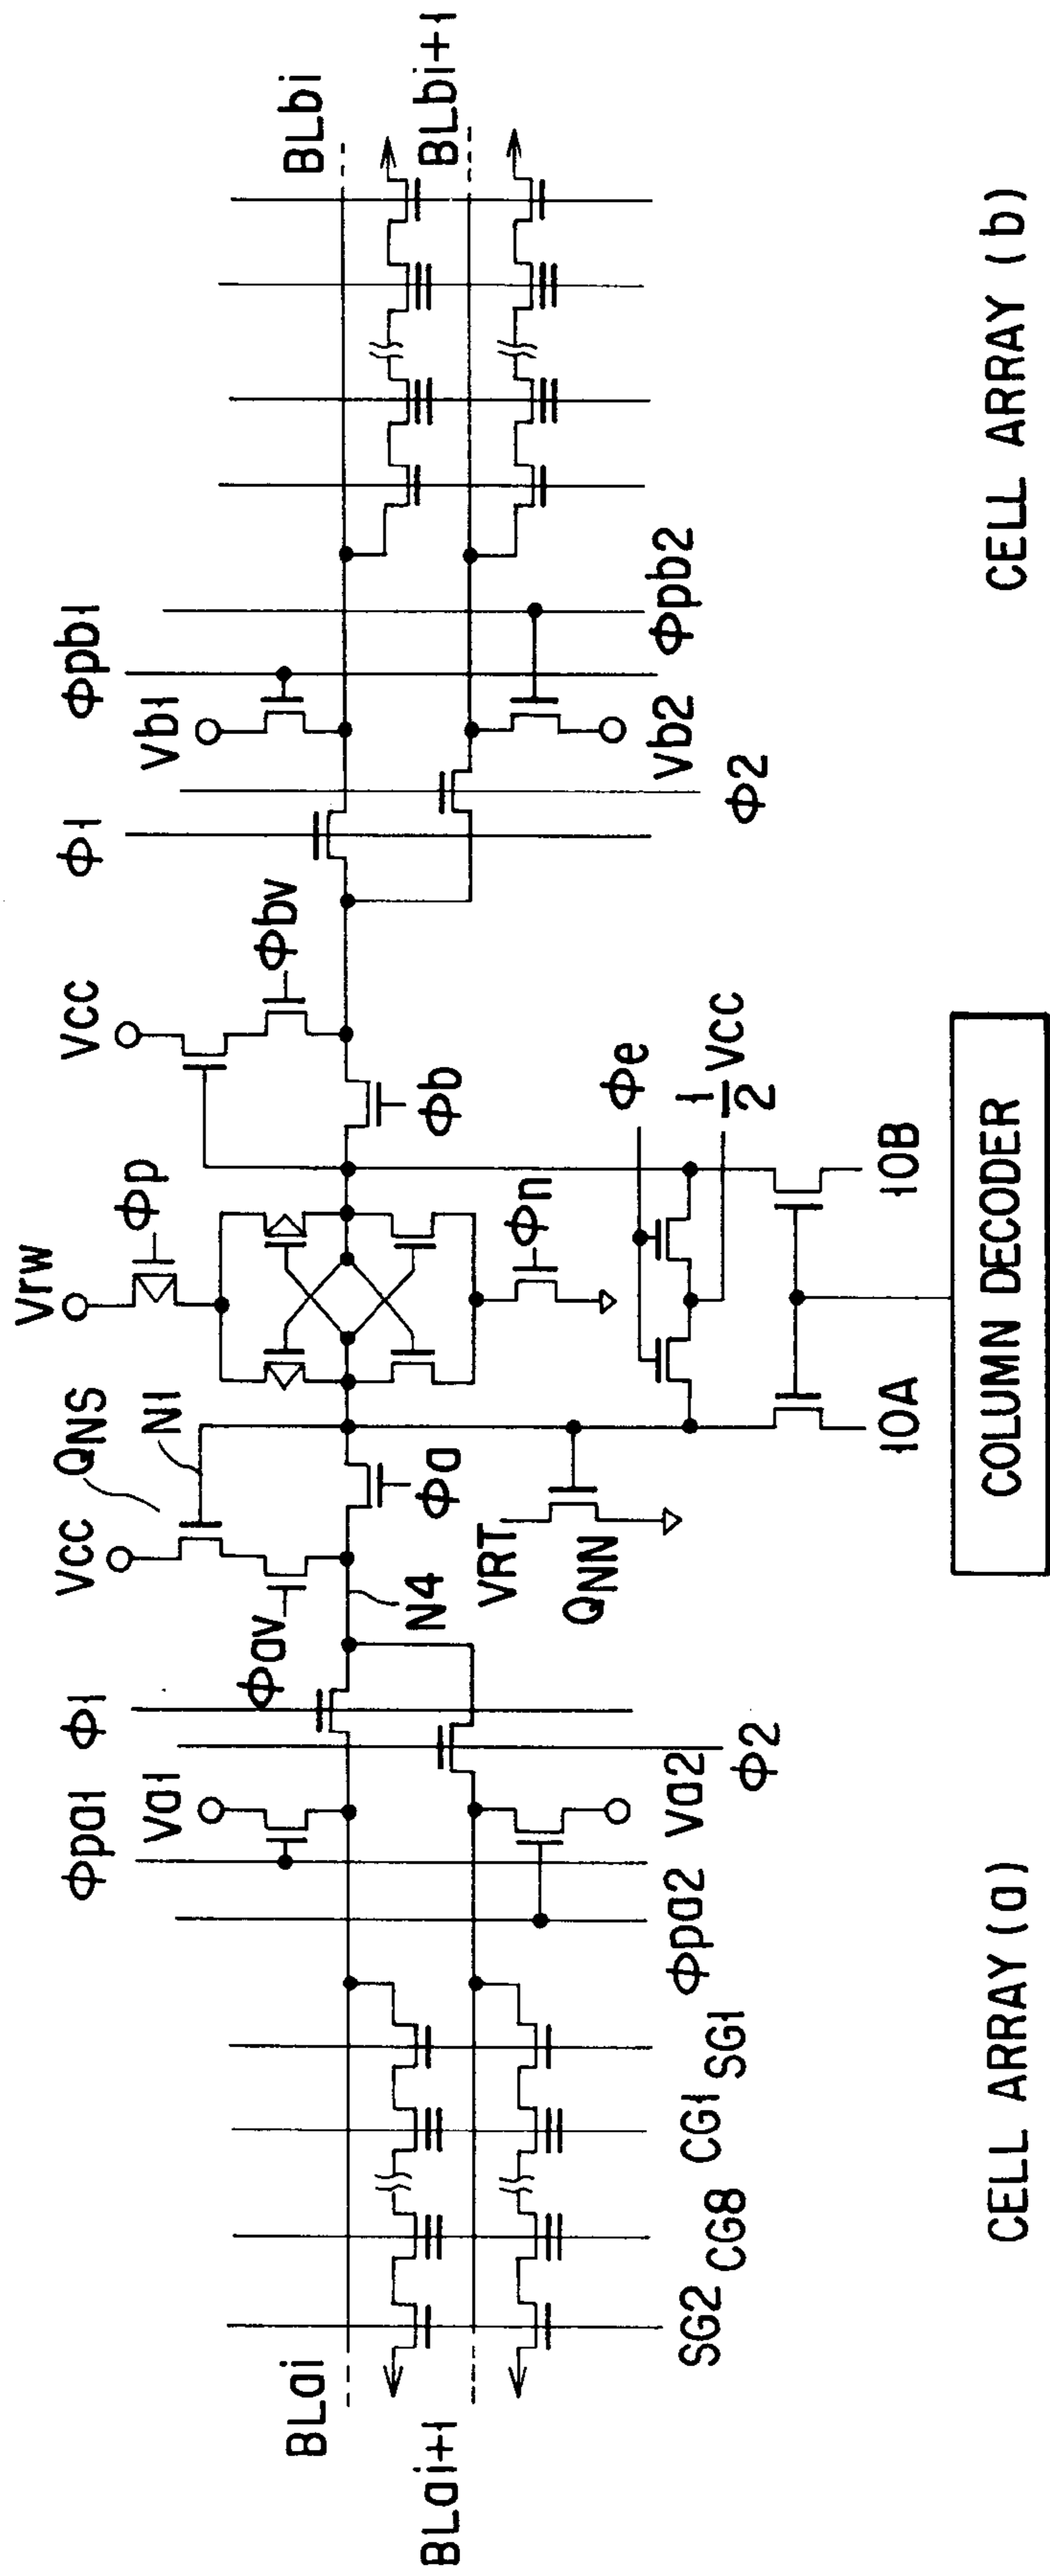 BLai
BLai+1
SG2
CG8
CG1
SG1
CELL ARRAY (a)
Φpa1
Va1
Φpa2
Va2
Φ1
Φ2
Φav
Vcc
QNS
N1
N4
Φa
VRT
QNN
Vrw
Φp
Φn
Φe
1/2 Vcc
IOA
IOB
COLUMN DECODER
Φb
Vcc
Φbv
Φ1
Φ2
Vb1
Φpb1
Vb2
Φpb2
BLbi
BLbi+1
CELL ARRAY (b)